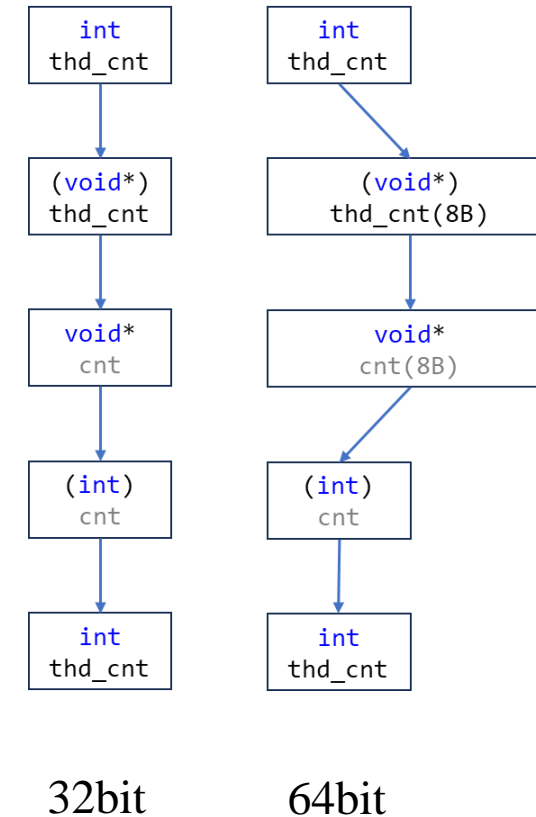 int
thd_cnt
(void*)
thd_cnt
void*
cnt
(int)
cnt
int
thd_cnt
32bit
int
thd_cnt
(void*)
thd_cnt(8B)
void*
cnt(8B)
(int)
cnt
int
thd_cnt
64bit